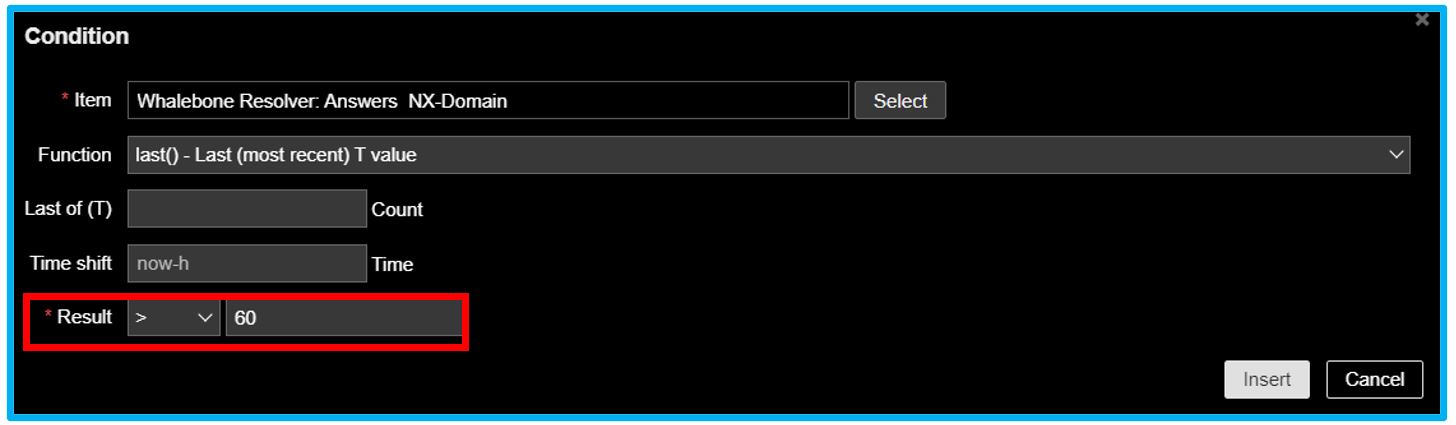 Condition
* Item Whalebone Resolver: Answers  NX-Domain Select
Function last() - Last (most recent) T value
Last of (T) Count
Time shift now-h Time
* Result > 60
Insert Cancel